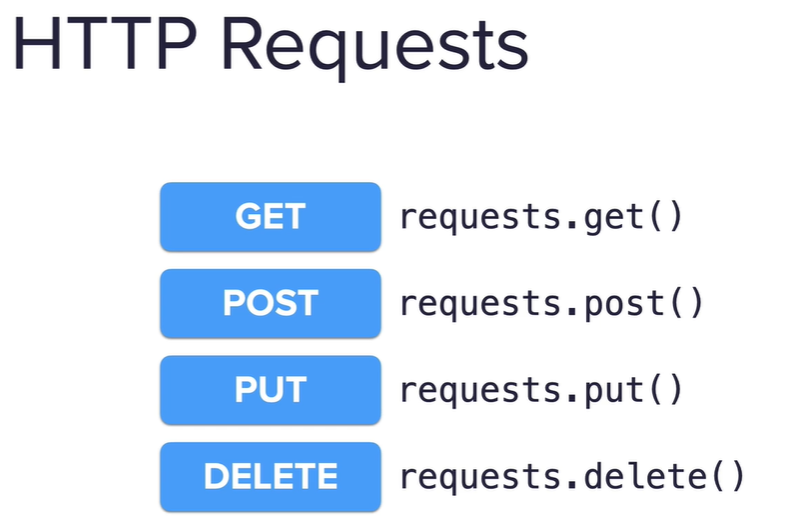 HTTP Requests
GET requests.get()
POST requests.post()
PUT requests.put()
DELETE requests.delete()